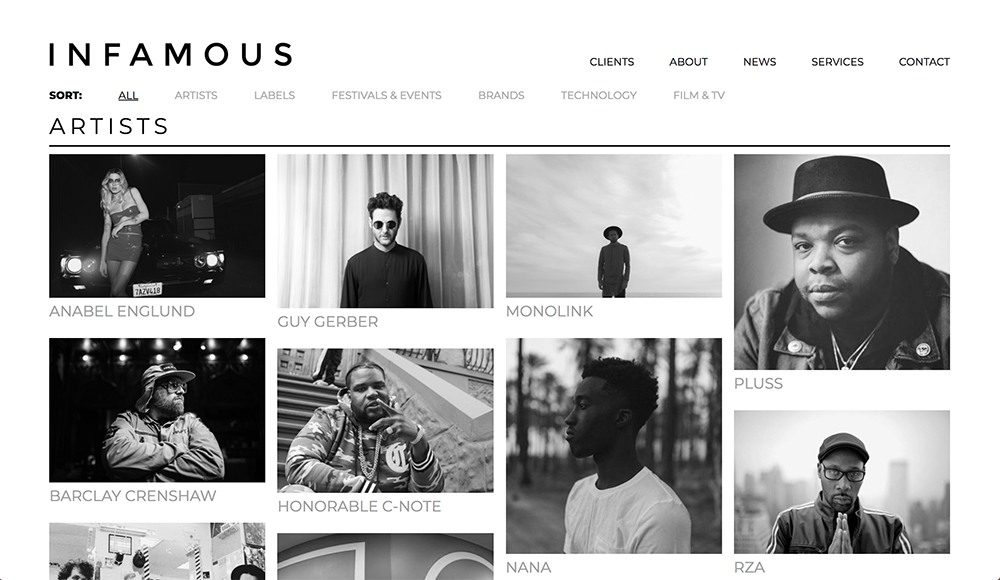 INFAMOUS
CLIENTS ABOUT NEWS SERVICES CONTACT
SORT: ALL ARTISTS LABELS FESTIVALS & EVENTS BRANDS TECHNOLOGY FILM & TV
ARTISTS
7AZV418
ANABEL ENGLUND
GUY GERBER
MONOLINK
PLUSS
BARCLAY CRENSHAW
HONORABLE C-NOTE
NANA
RZA